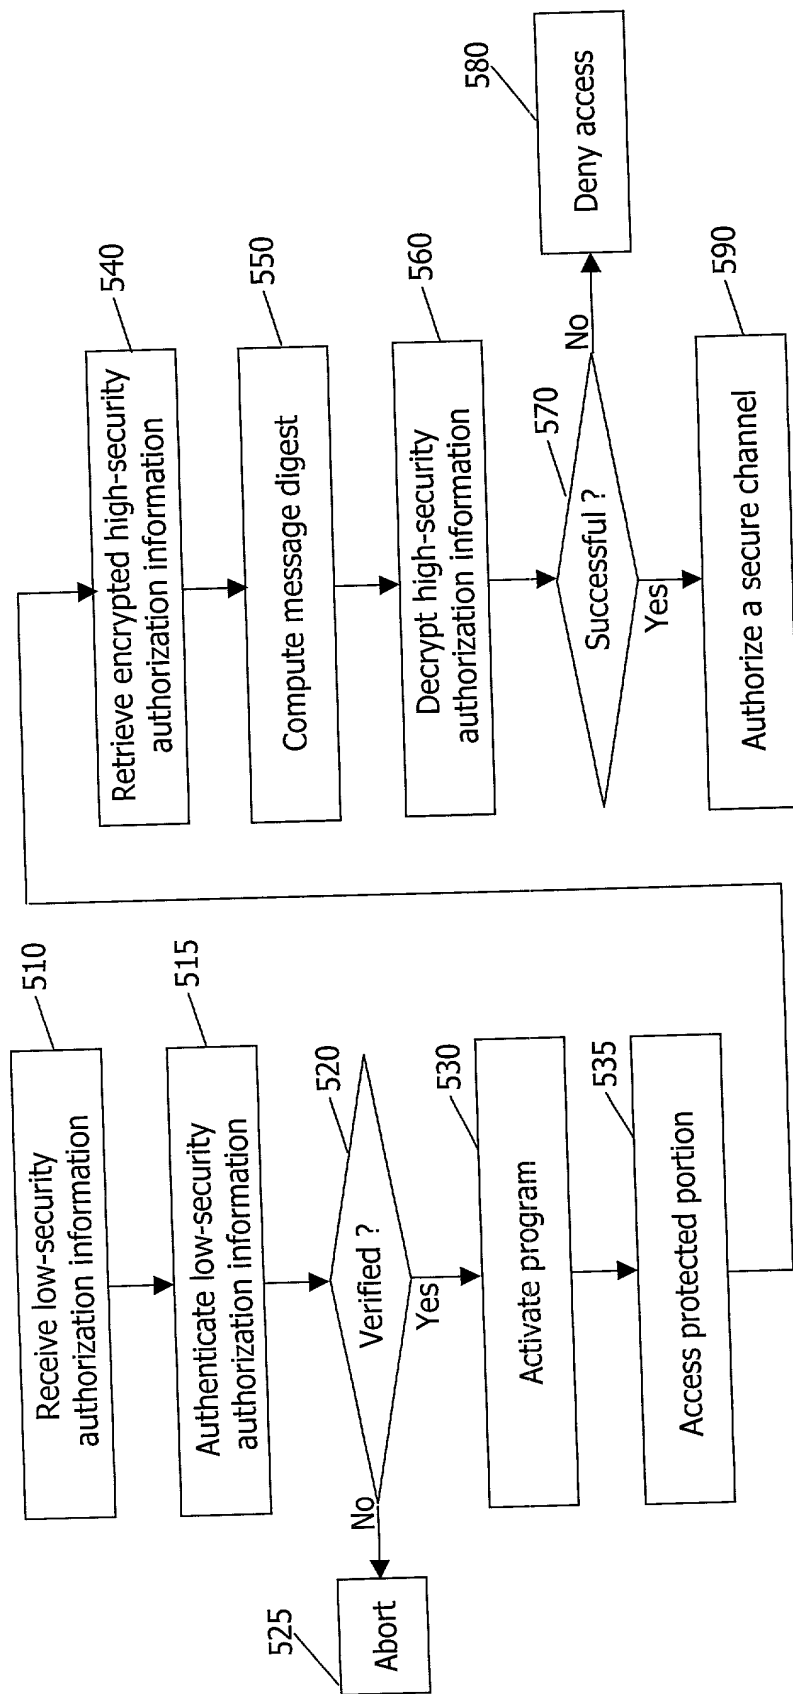 510
Receive low-security
authorization information
515
Authenticate low-security
authorization information
520
Verified ?
No
525
Abort
Yes
530
Activate program
535
Access protected portion
540
Retrieve encrypted high-security
authorization information
550
Compute message digest
560
Decrypt high-security
authorization information
570
Successful ?
No
580
Deny access
Yes
590
Authorize a secure channel